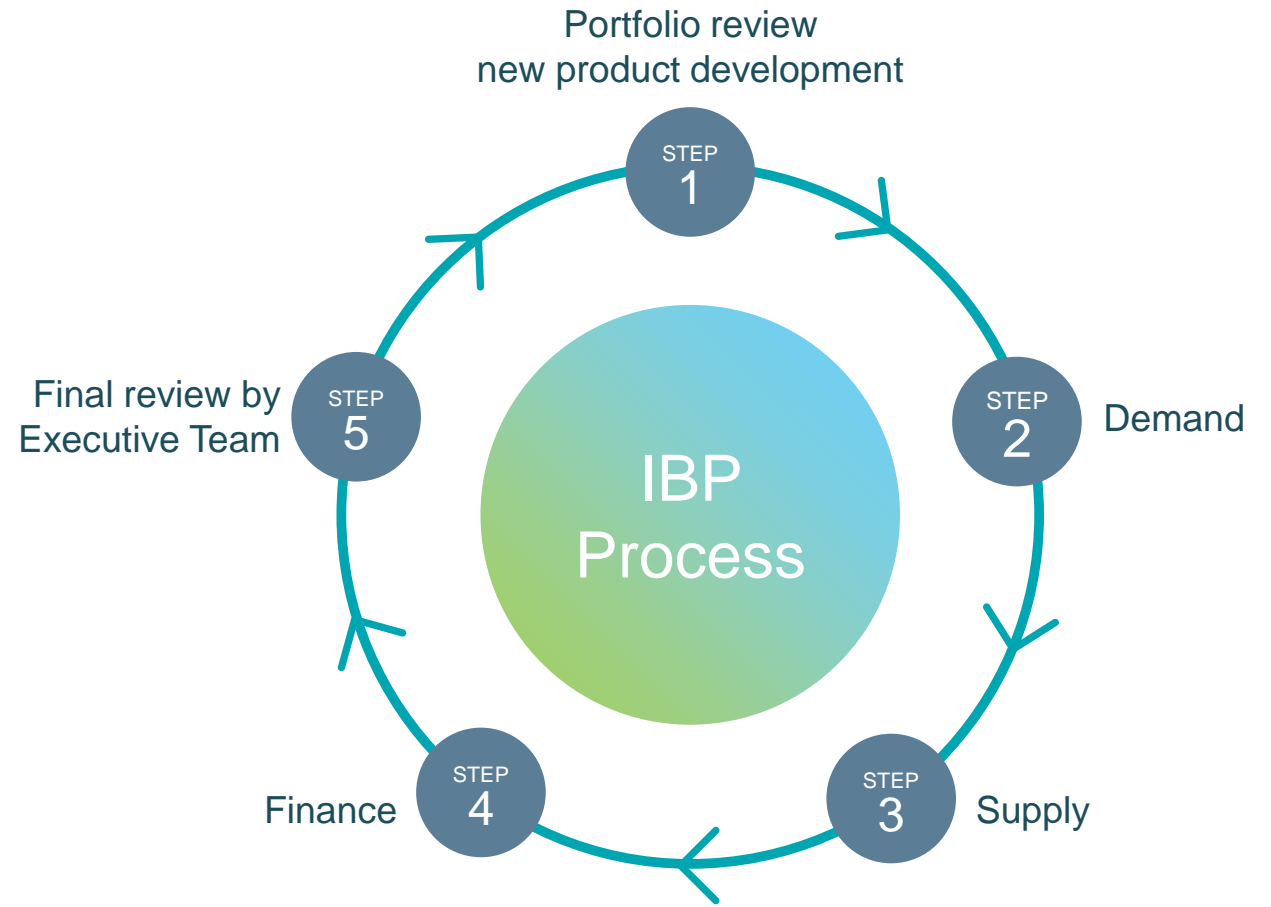 Portfolio review
new product development
STEP
1
STEP
2
Demand
STEP
3
Supply
STEP
4
Finance
STEP
5
Final review by
Executive Team
IBP
Process